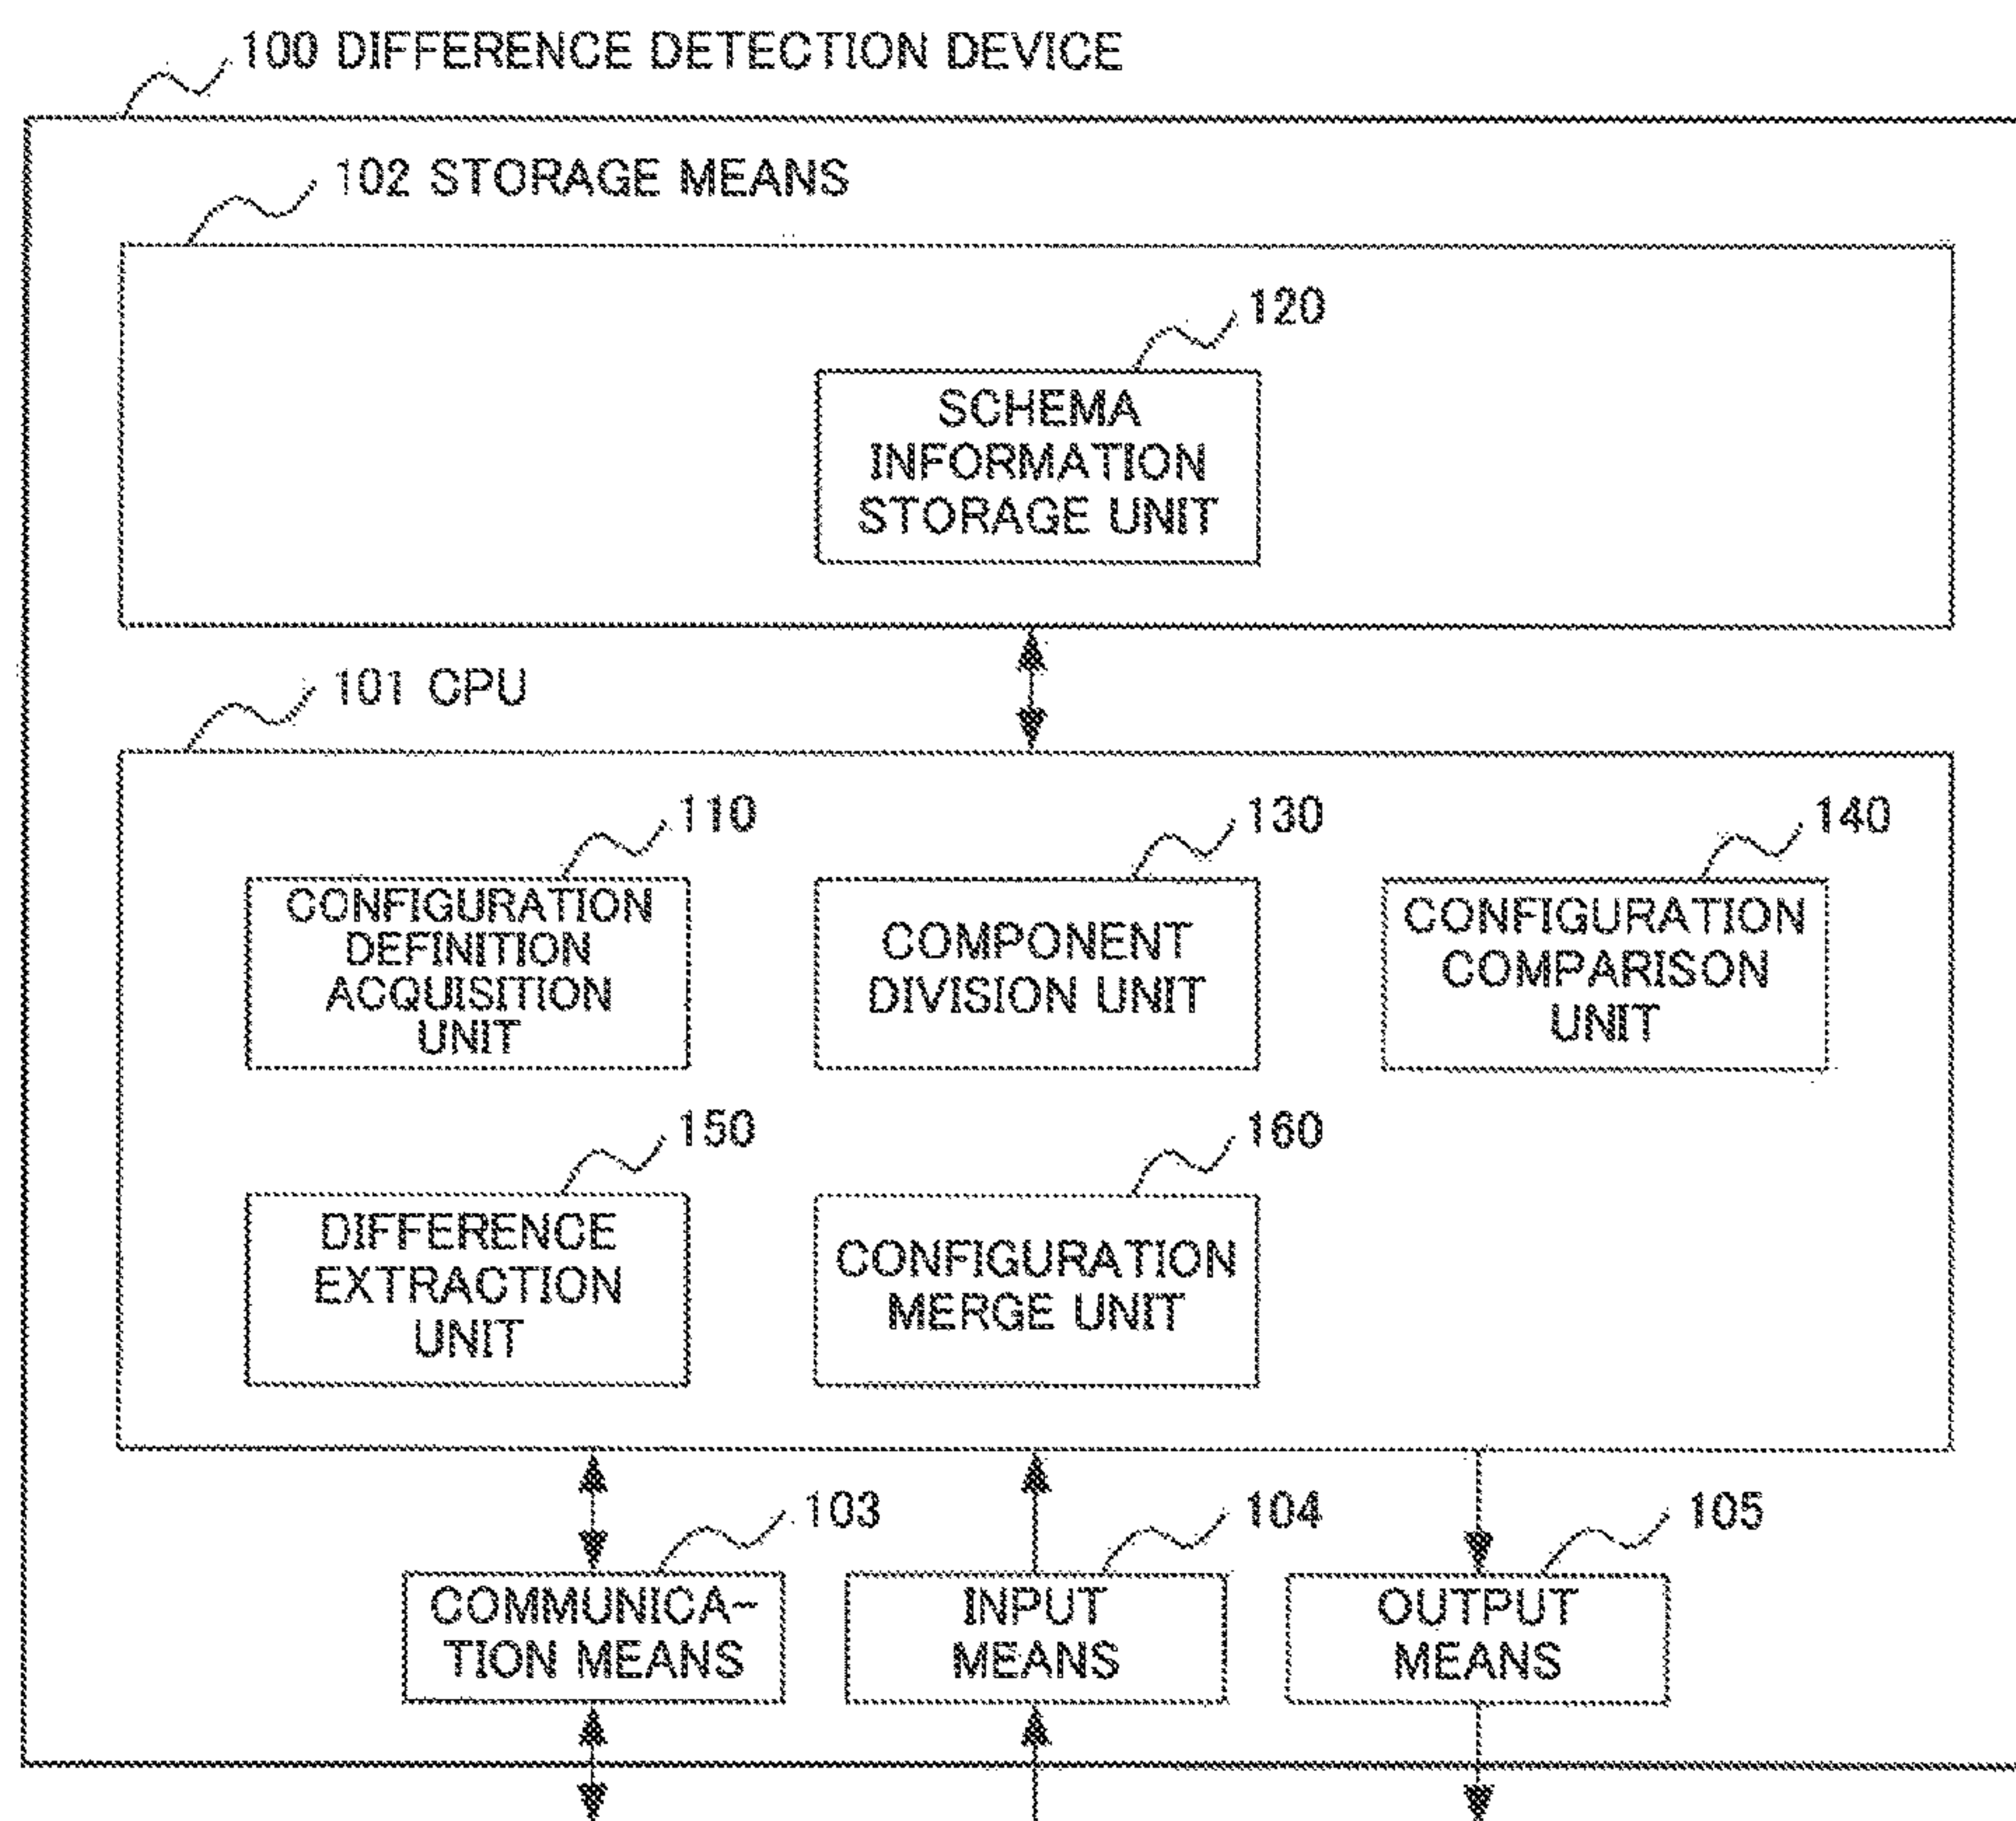 100 DIFFERENCE DETECTION DEVICE
102 STORAGE MEANS
120
SCHEMA
INFORMATION
STORAGE UNIT
101 CPU
110
CONFIGURATION
DEFINITION
ACQUISITION
UNIT
130
COMPONENT
DIVISION UNIT
140
CONFIGURATION
COMPARISON
UNIT
150
DIFFERENCE
EXTRACTION
UNIT
160
CONFIGURATION
MERGE UNIT
103
COMMUNICA-
TION MEANS
104
INPUT
MEANS
105
OUTPUT
MEANS